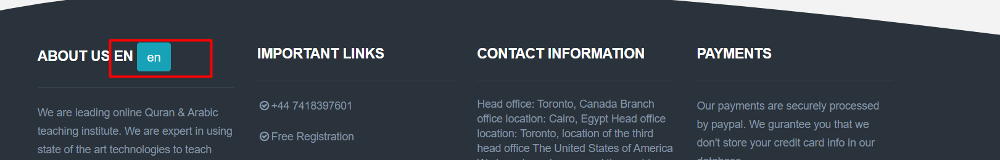 ABOUT US EN en
We are leading online Quran & Arabic
teaching institute. We are expert in using
state of the art technologies to teach
IMPORTANT LINKS
+44 7418397601
Free Registration
CONTACT INFORMATION
Head office: Toronto, Canada Branch
office location: Cairo, Egypt Head office
location: Toronto, location of the third
head office The United States of America
PAYMENTS
Our payments are securely processed
by paypal. We gurantee you that we
don't store your credit card info in our
database.